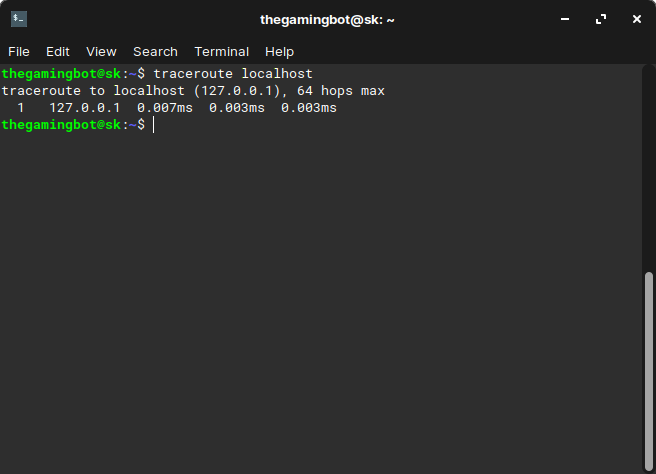 $_
thegamingbot@sk: ~
File Edit View Search Terminal Help
thegamingbot@sk:~$ traceroute localhost
traceroute to localhost (127.0.0.1), 64 hops max
  1   127.0.0.1  0.007ms  0.003ms  0.003ms
thegamingbot@sk:~$